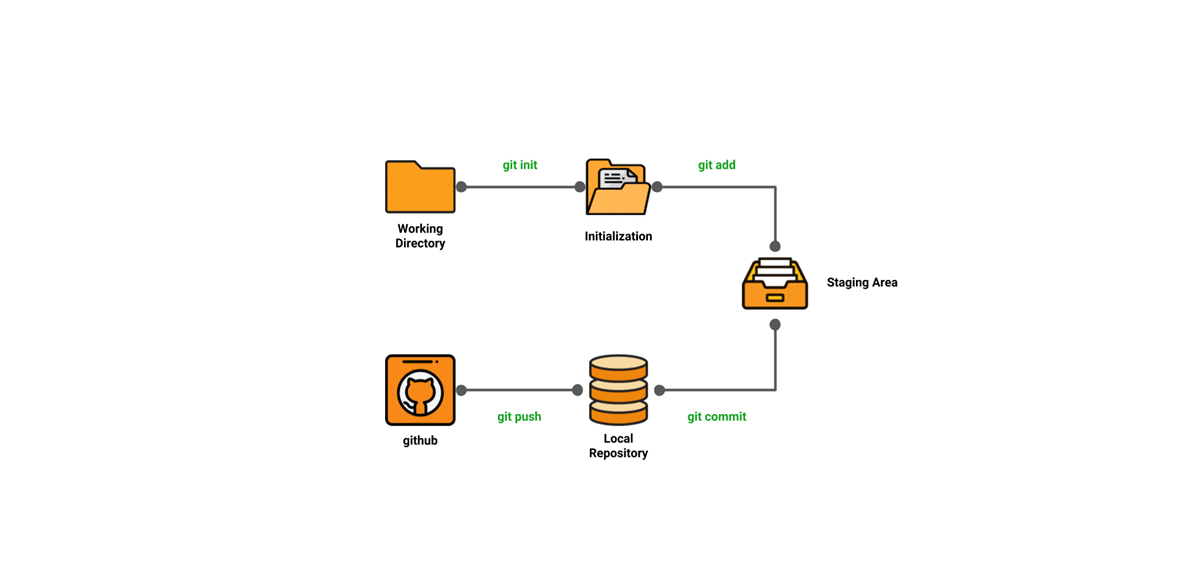 git init
git add
Working
Directory
Initialization
Staging Area
git push
git commit
github
Local
Repository